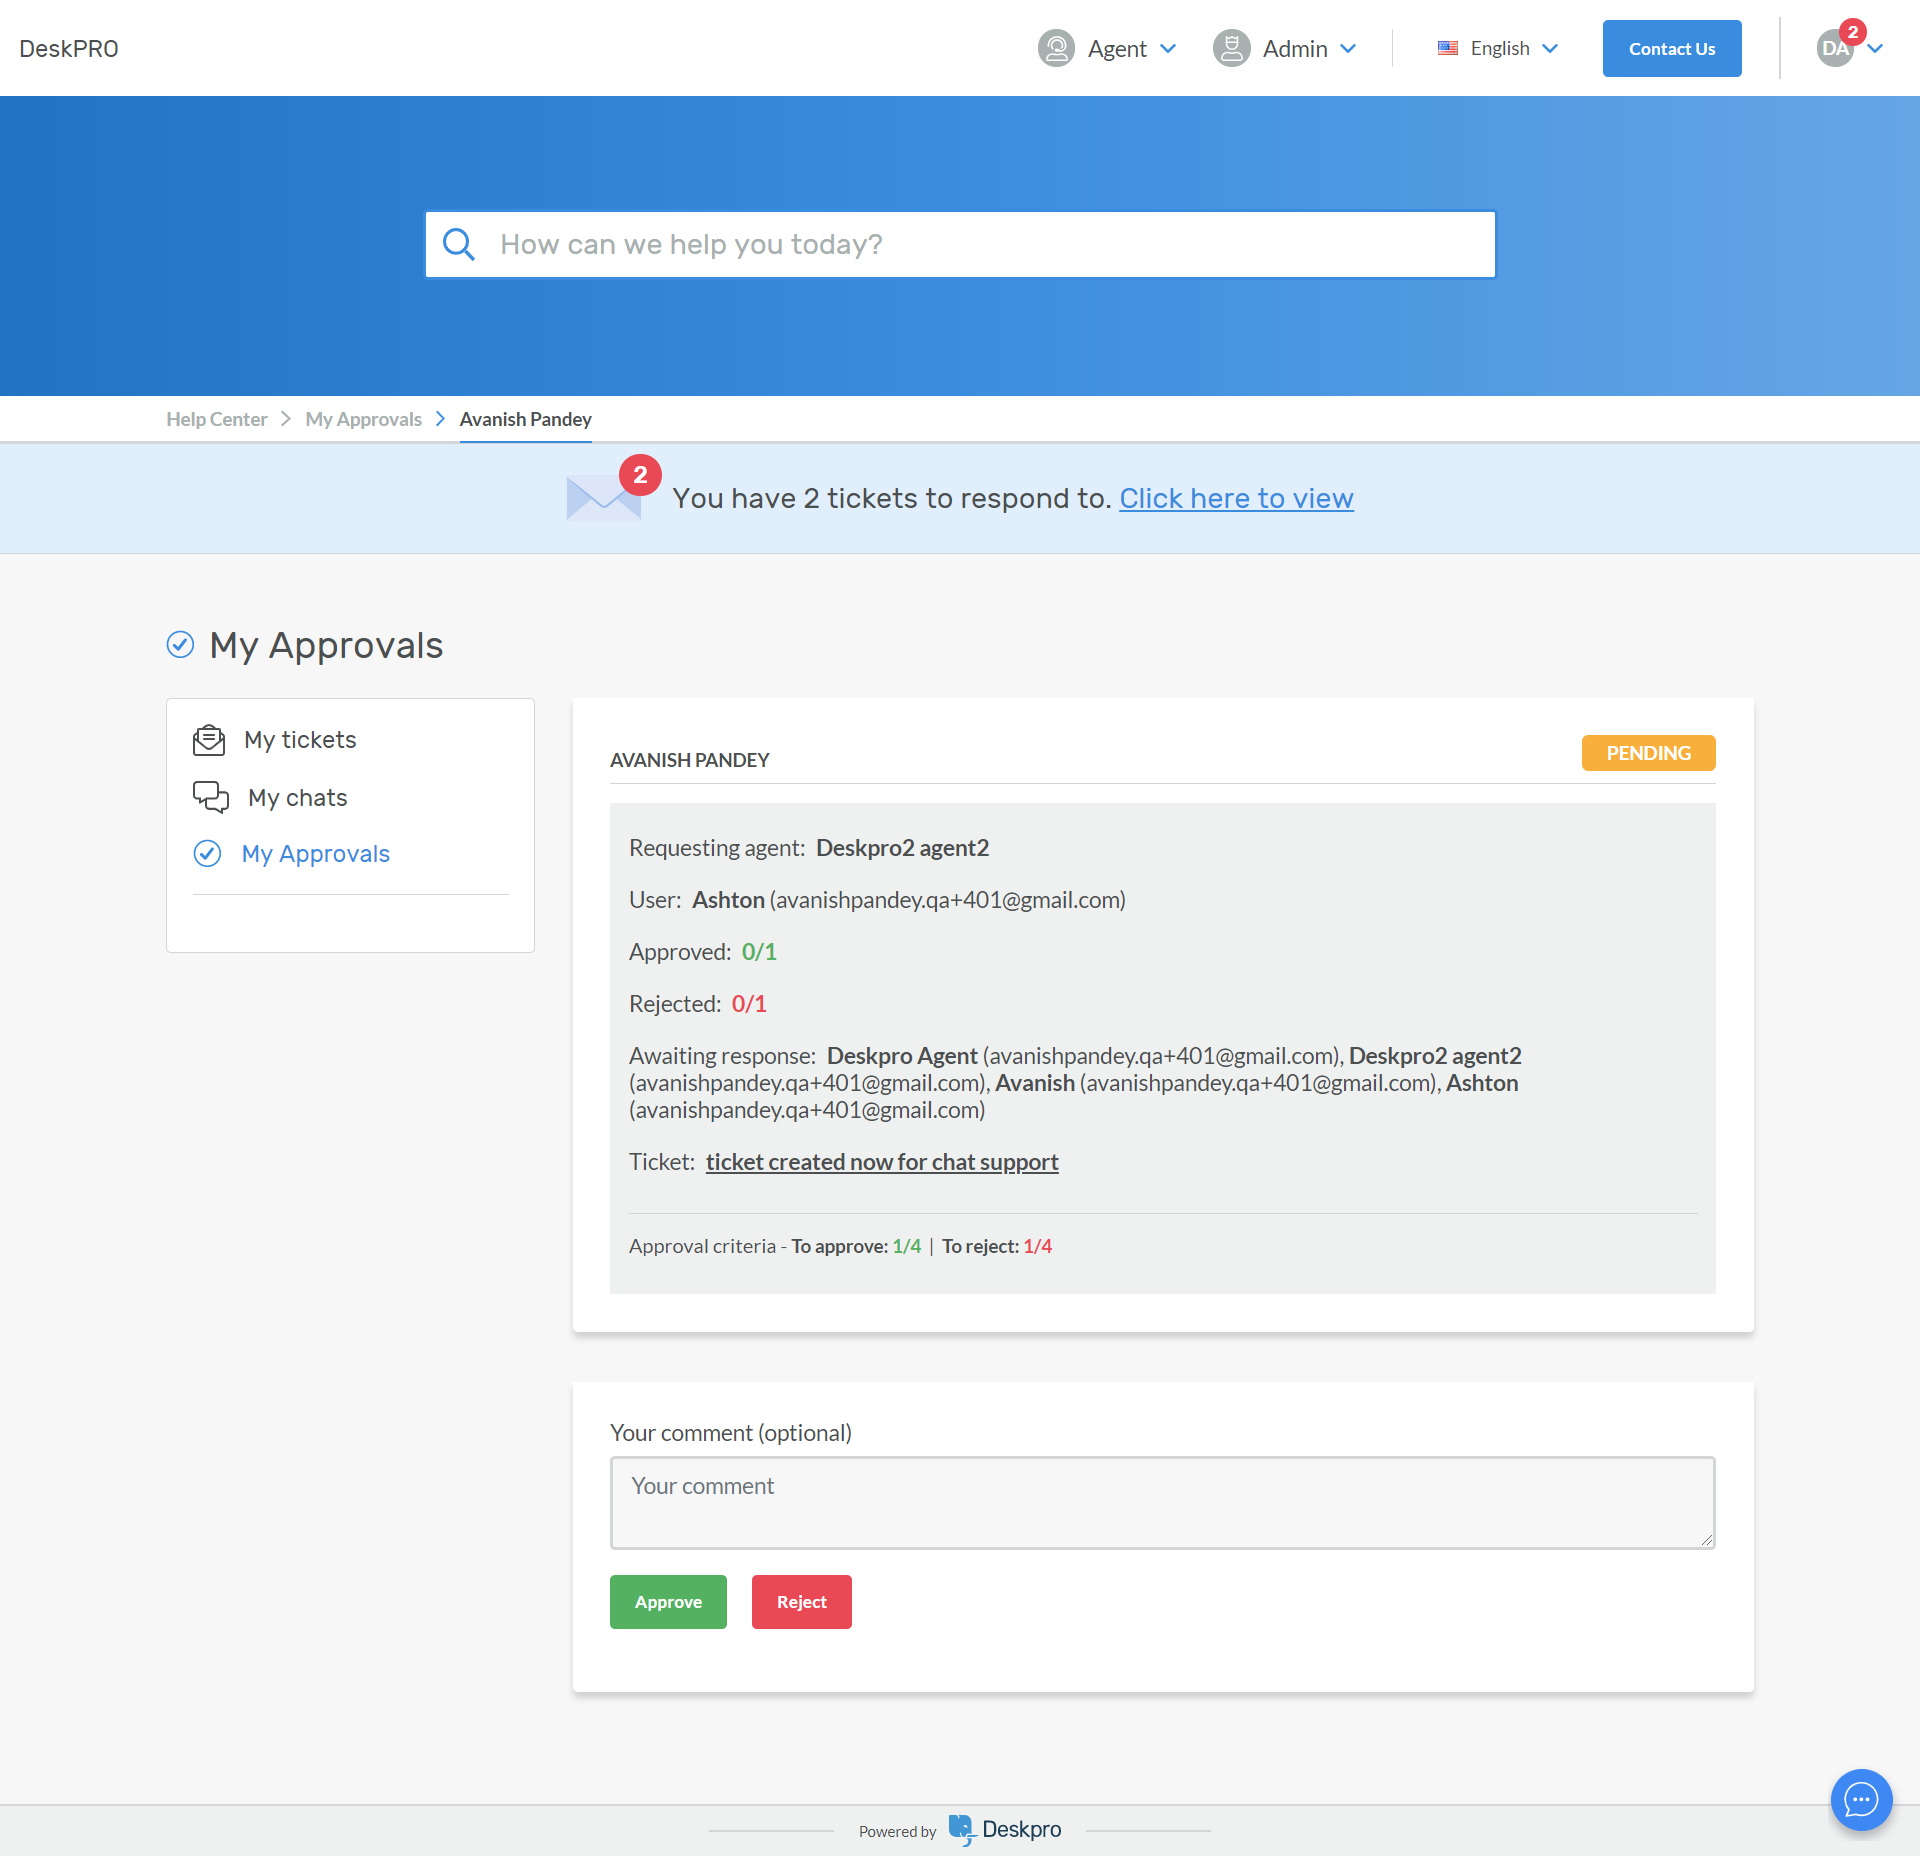 DeskPRO
Agent
Admin
English
Contact Us
DA
2
How can we help you today?
Help Center
My Approvals
Avanish Pandey
2
You have 2 tickets to respond to. Click here to view
My Approvals
My tickets
My chats
My Approvals
AVANISH PANDEY
PENDING
Requesting agent: Deskpro2 agent2
User: Ashton (avanishpandey.qa+401@gmail.com)
Approved: 0/1
Rejected: 0/1
Awaiting response: Deskpro Agent (avanishpandey.qa+401@gmail.com), Deskpro2 agent2
(avanishpandey.qa+401@gmail.com), Avanish (avanishpandey.qa+401@gmail.com), Ashton
(avanishpandey.qa+401@gmail.com)
Ticket: ticket created now for chat support
Approval criteria - To approve: 1/4 | To reject: 1/4
Your comment (optional)
Your comment
Approve
Reject
Powered by Deskpro